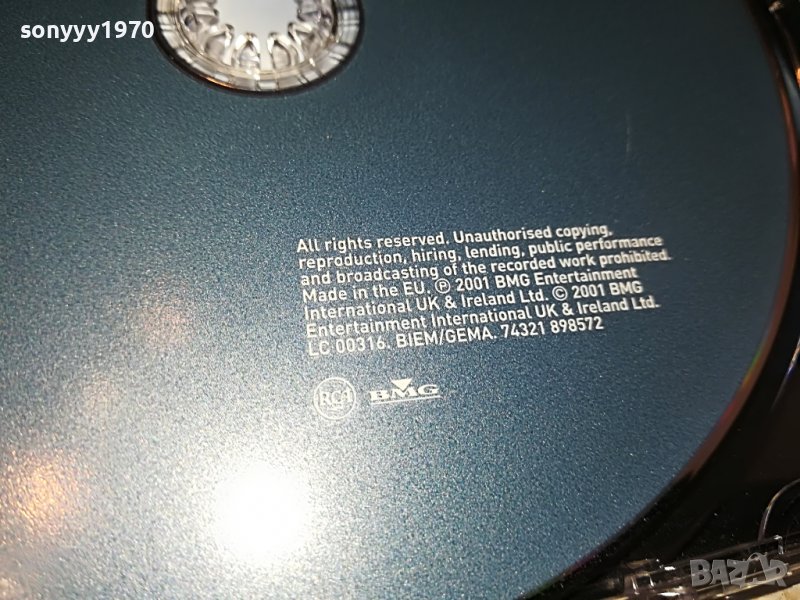 sonyyy1970
All rights reserved. Unauthorised copying,
reproduction, hiring, lending, public performance
and broadcasting of the recorded work prohibited.
Made in the EU. Ⓟ 2001 BMG Entertainment
International UK & Ireland Ltd. © 2001 BMG
Entertainment International UK & Ireland Ltd.
LC 00316. BIEM/GEMA. 74321 898572
RCA BMG
BAZAR